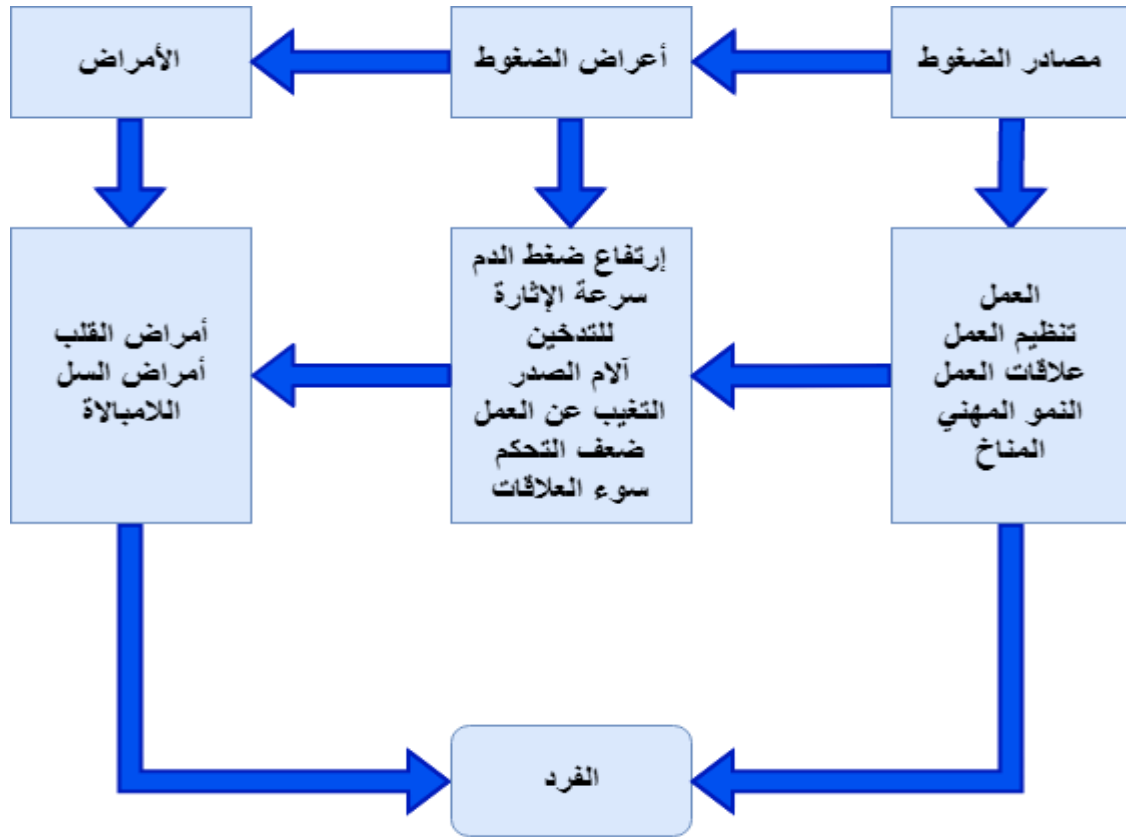 مصادر الضغوط
أعراض الضغوط
الأمراض
العمل
تنظيم العمل
علاقات العمل
النمو المهني
المناخ
إرتفاع ضغط الدم
سرعة الإثارة
للتدخين
آلام الصدر
التغيب عن العمل
ضعف التحكم
سوء العلاقات
أمراض القلب
أمراض السل
اللامبالاة
الفرد